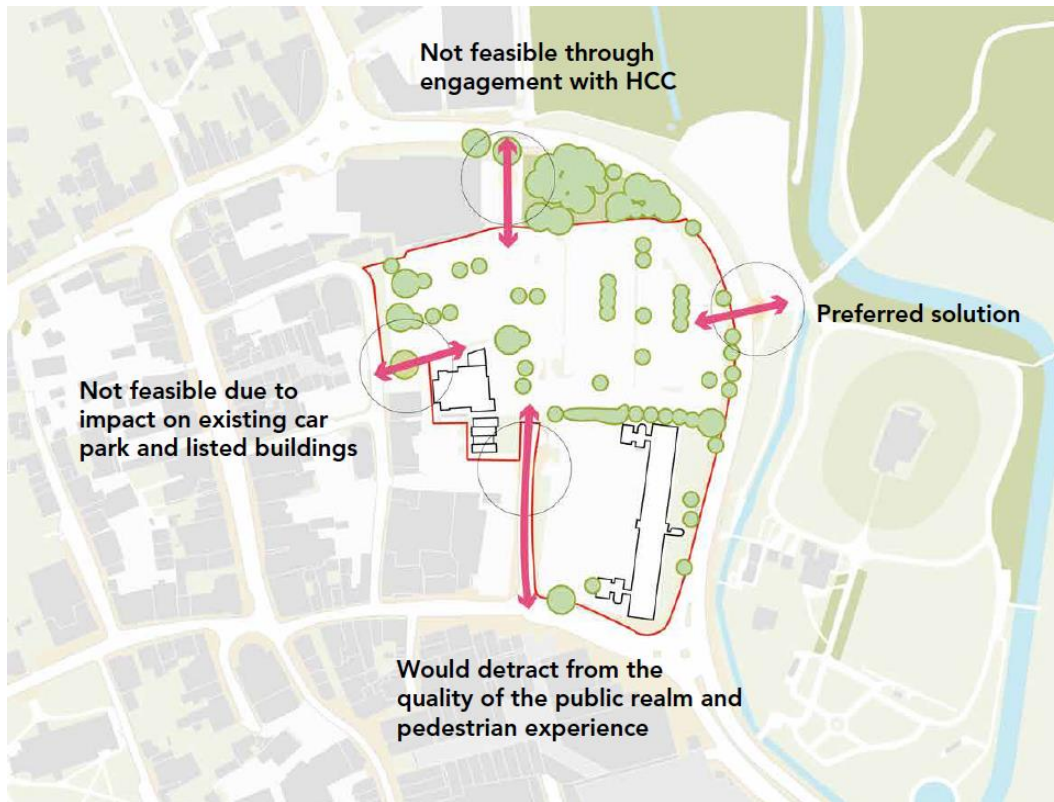 Not feasible through
engagement with HCC
Preferred solution
Not feasible due to
impact on existing car
park and listed buildings
Would detract from the
quality of the public realm and
pedestrian experience